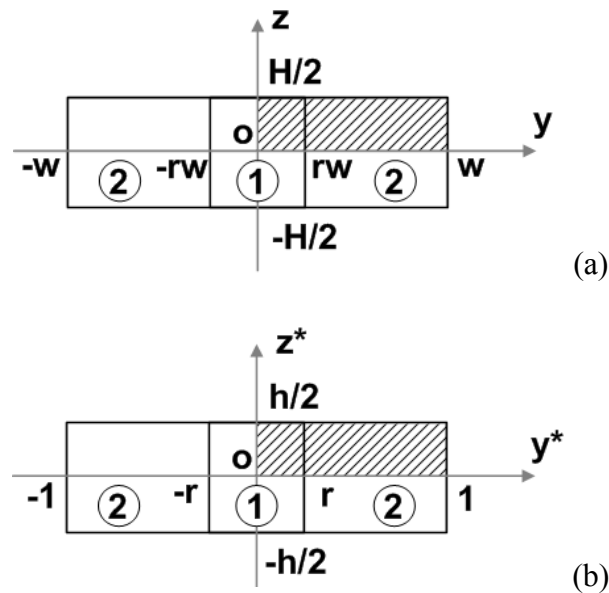 z
H/2
o
y
-w ② -rw ① rw ② w
-H/2
(a)
z*
h/2
o
y*
-1 ② -r ① r ② 1
-h/2
(b)